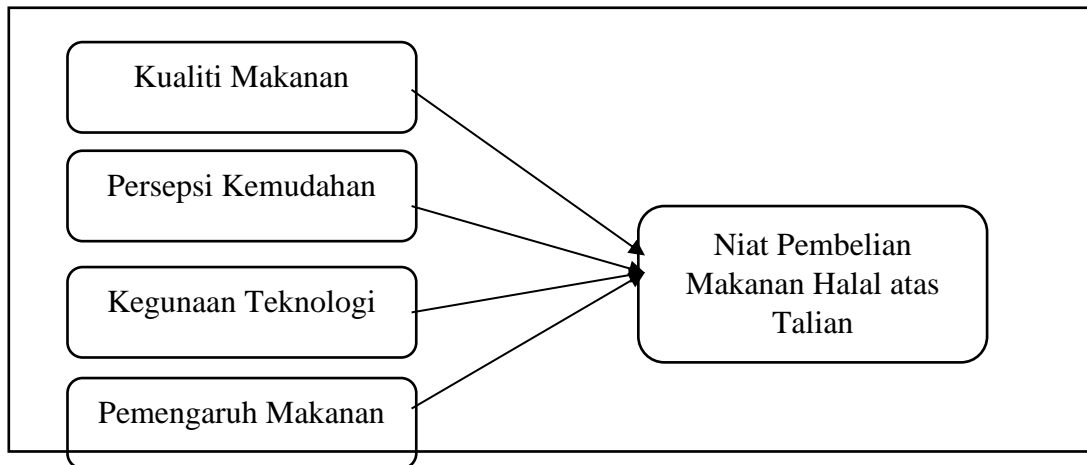 Kualiti Makanan
Persepsi Kemudahan
Kegunaan Teknologi
Pemengaruh Makanan
Niat Pembelian
Makanan Halal atas
Talian